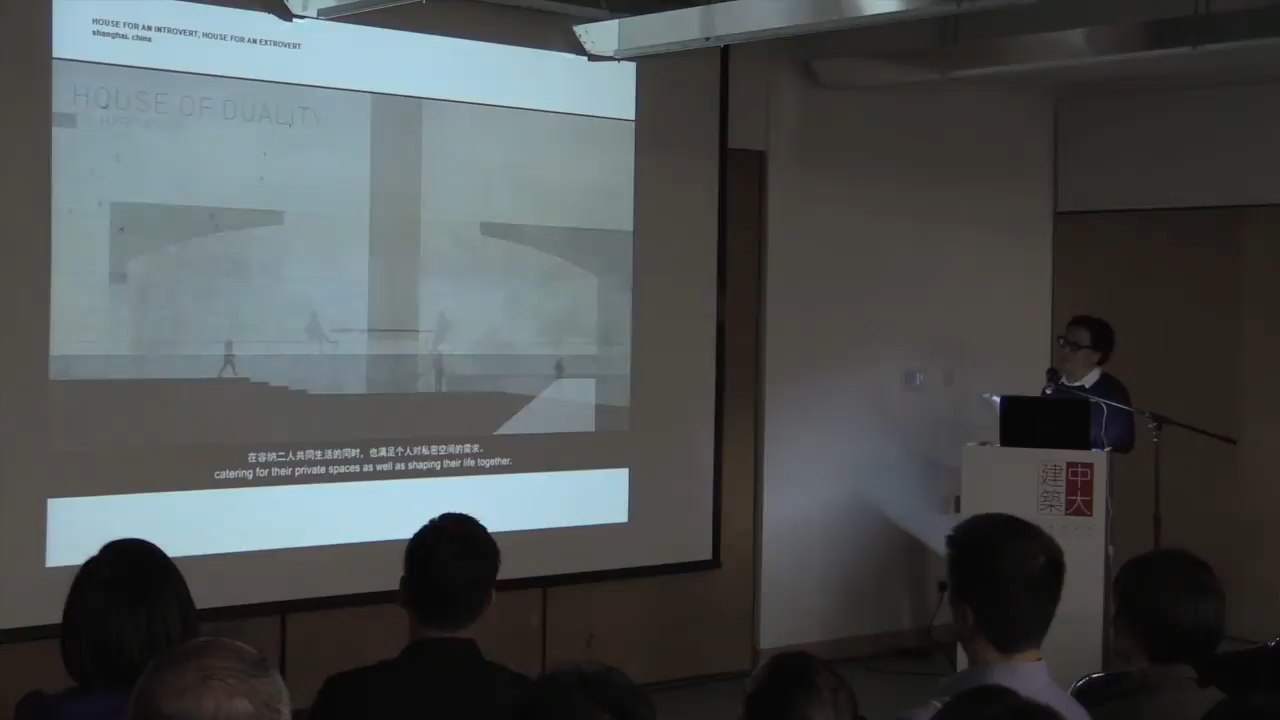 HOUSE FOR AN INTROVERT, HOUSE FOR AN EXTROVERT
shanghai. china
HOUSE OF DUALITY
在容纳二人共同生活的同时，也满足个人对私密空间的需求。
catering for their private spaces as well as shaping their life together.
建築
中大